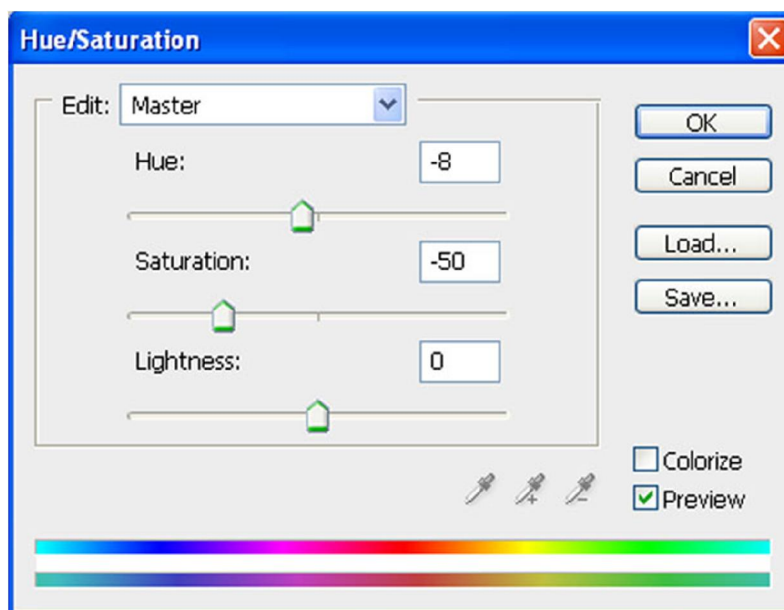 Hue/Saturation
Edit: Master
Hue: -8
Saturation: -50
Lightness: 0
OK
Cancel
Load...
Save...
Colorize
Preview